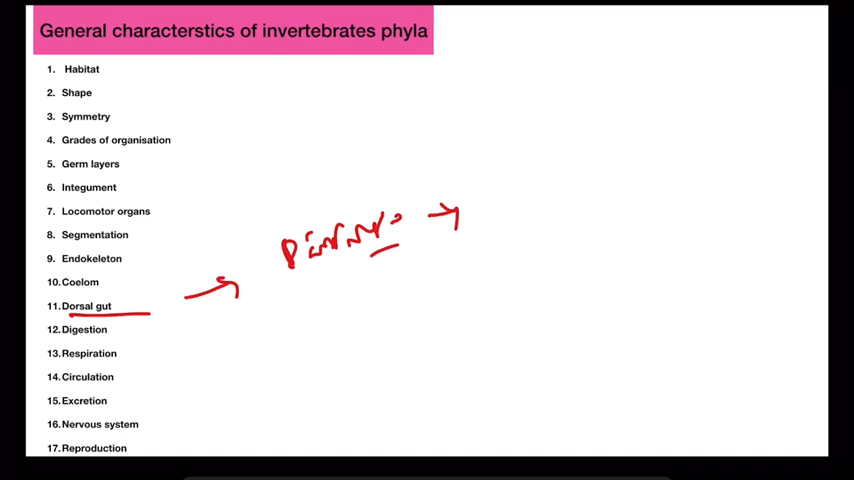 General characterstics of invertebrates phyla
1. Habitat
2. Shape
3. Symmetry
4. Grades of organisation
5. Germ layers
6. Integument
7. Locomotor organs
8. Segmentation
9. Endokeleton
10. Coelom
11. Dorsal gut
12. Digestion
13. Respiration
14. Circulation
15. Excretion
16. Nervous system
17. Reproduction